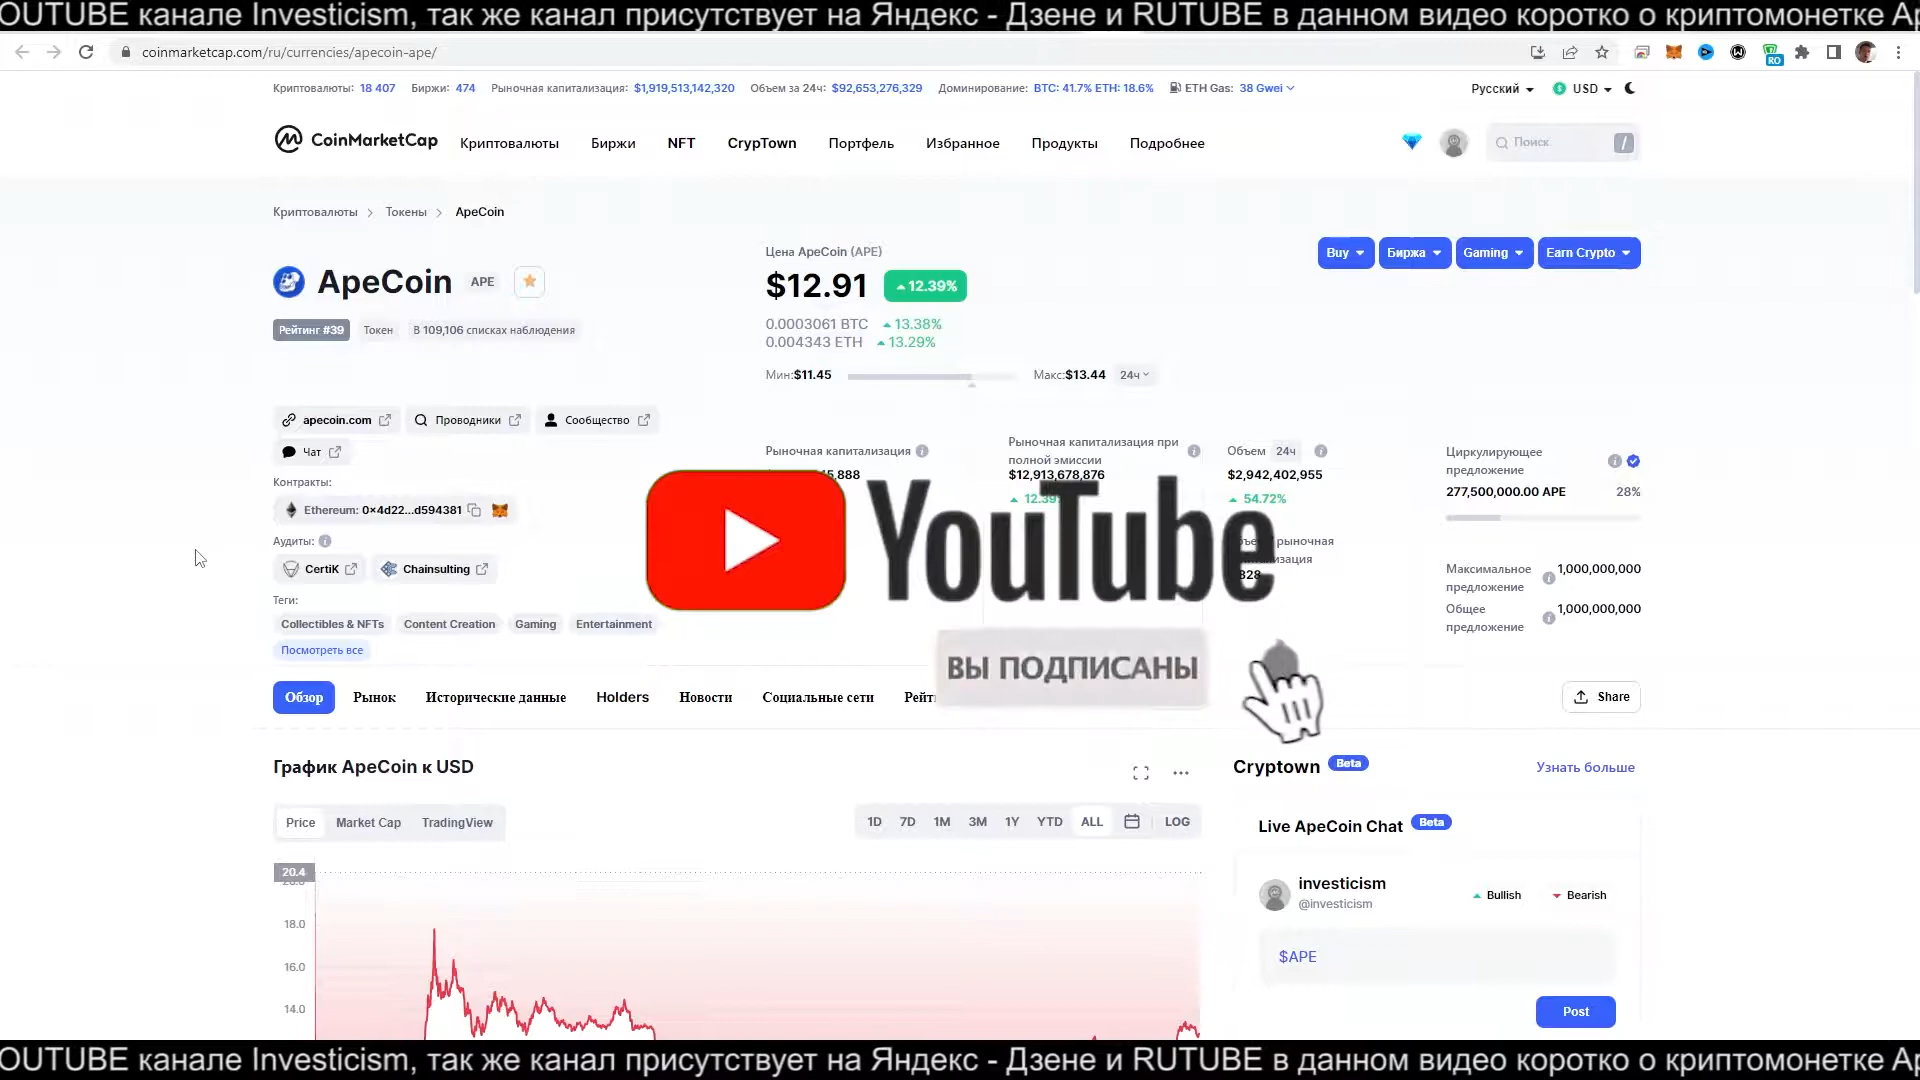 OUTUBE канале Investicism, так же канал присутствует на Яндекс - Дзене и RUTUBE в данном видео коротко о криптомонетке Ap
coinmarketcap.com/ru/currencies/apecoin-ape/
RO
Криптовалюты: 18 407 Биржи: 474 Рыночная капитализация: $1,919,513,142,320 Объем за 24ч: $92,653,276,329 Доминирование: BTC: 41.7% ETH: 18.6% ETH Gas: 38 Gwei Русский USD
CoinMarketCap Криптовалюты Биржи NFT CrypTown Портфель Избранное Продукты Подробнее Поиск /
Криптовалюты > Токены > ApeCoin
Цена ApeCoin (APE)
Buy Биржа Gaming Earn Crypto
ApeCoin APE
$12.91 12.39%
Рейтинг #39 Токен В 109,106 списках наблюдения
0.0003061 BTC 13.38%
0.004343 ETH 13.29%
Мин:$11.45 Макс:$13.44 24ч
apecoin.com Проводники Сообщество
Чат
Рыночная капитализация
5,888
Рыночная капитализация при
полной эмиссии
$12,913,678,876
12.39
Объем 24ч
$2,942,402,955
54.72%
рыночная
828
Циркулирующее
предложение
277,500,000.00 APE 28%
Максимальное
предложение
1,000,000,000
Общее
предложение
1,000,000,000
Контракты:
Ethereum: 0x4d22...d594381
Аудиты:
CertiK Chainsulting
Теги:
Collectibles & NFTs Content Creation Gaming Entertainment
Посмотреть все
YouTube
ВЫ ПОДПИСАНЫ
Обзор Рынок Исторические данные Holders Новости Социальные сети Рейт
Share
График ApeCoin к USD
Cryptown Beta Узнать больше
Price Market Cap TradingView
1D 7D 1M 3M 1Y YTD ALL LOG
Live ApeCoin Chat Beta
20.4
18.0
16.0
14.0
investicism
@investicism
Bullish Bearish
$APE
Post
OUTUBE канале Investicism, так же канал присутствует на Яндекс - Дзене и RUTUBE в данном видео коротко о криптомонетке Ap